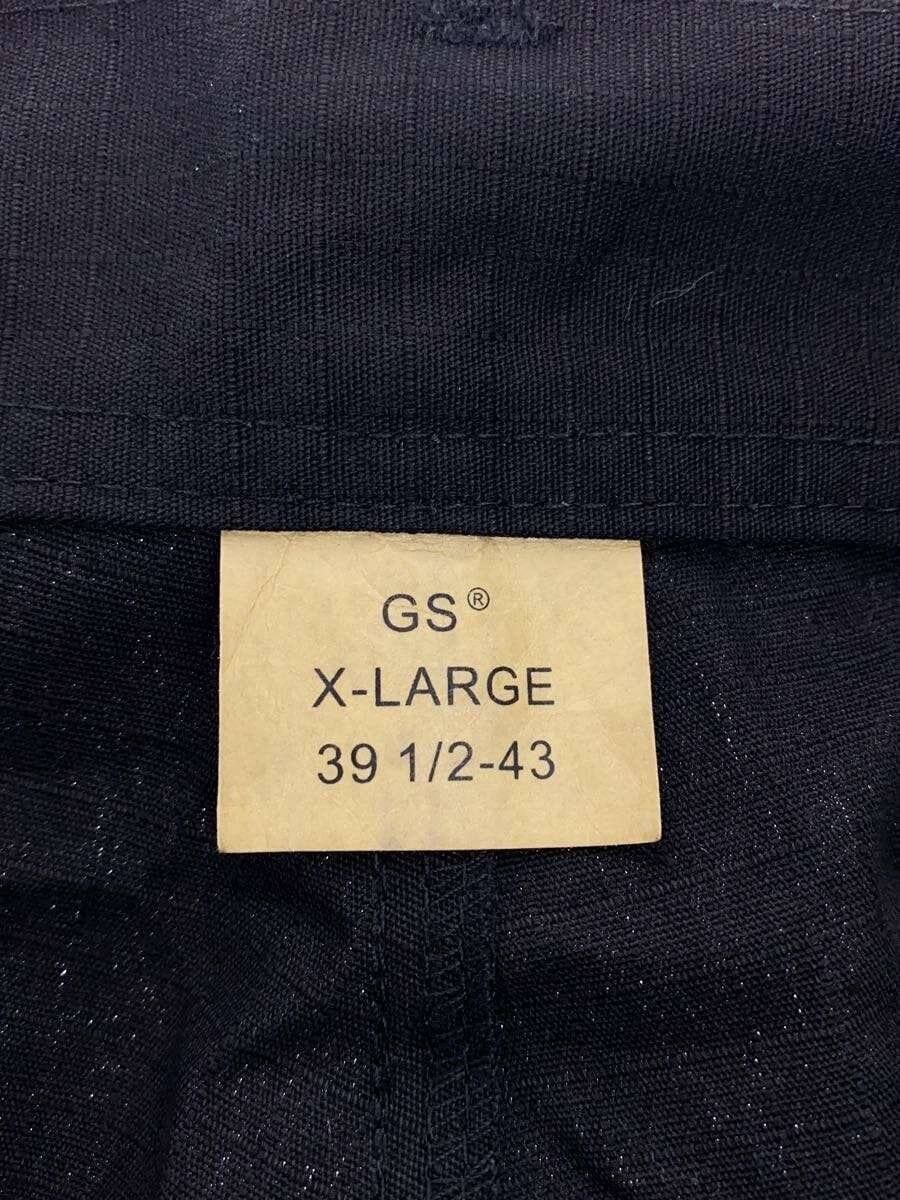 GS®
X-LARGE
39 1/2-43